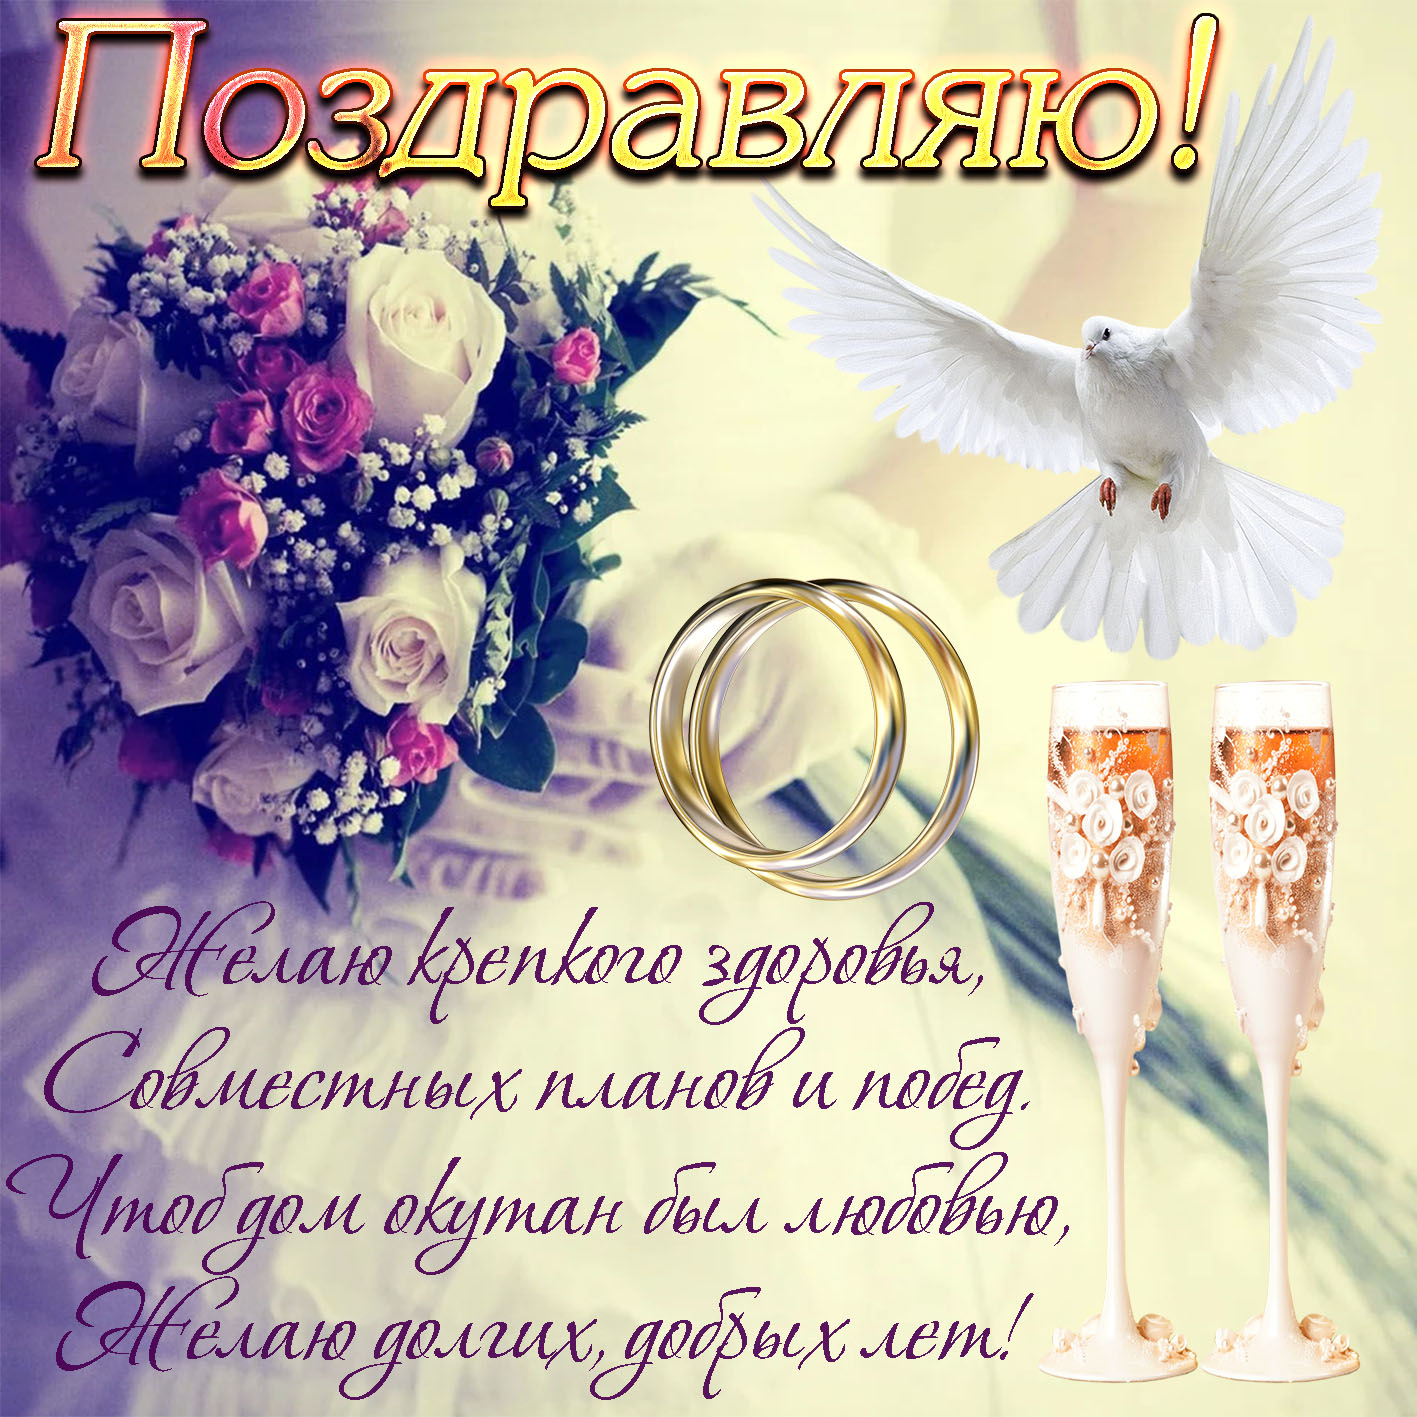 Поздравляю!
Желаю крепкого здоровья,
Совместных планов и побед.
Чтоб дом окутан был любовью,
Желаю долгих, добрых лет!